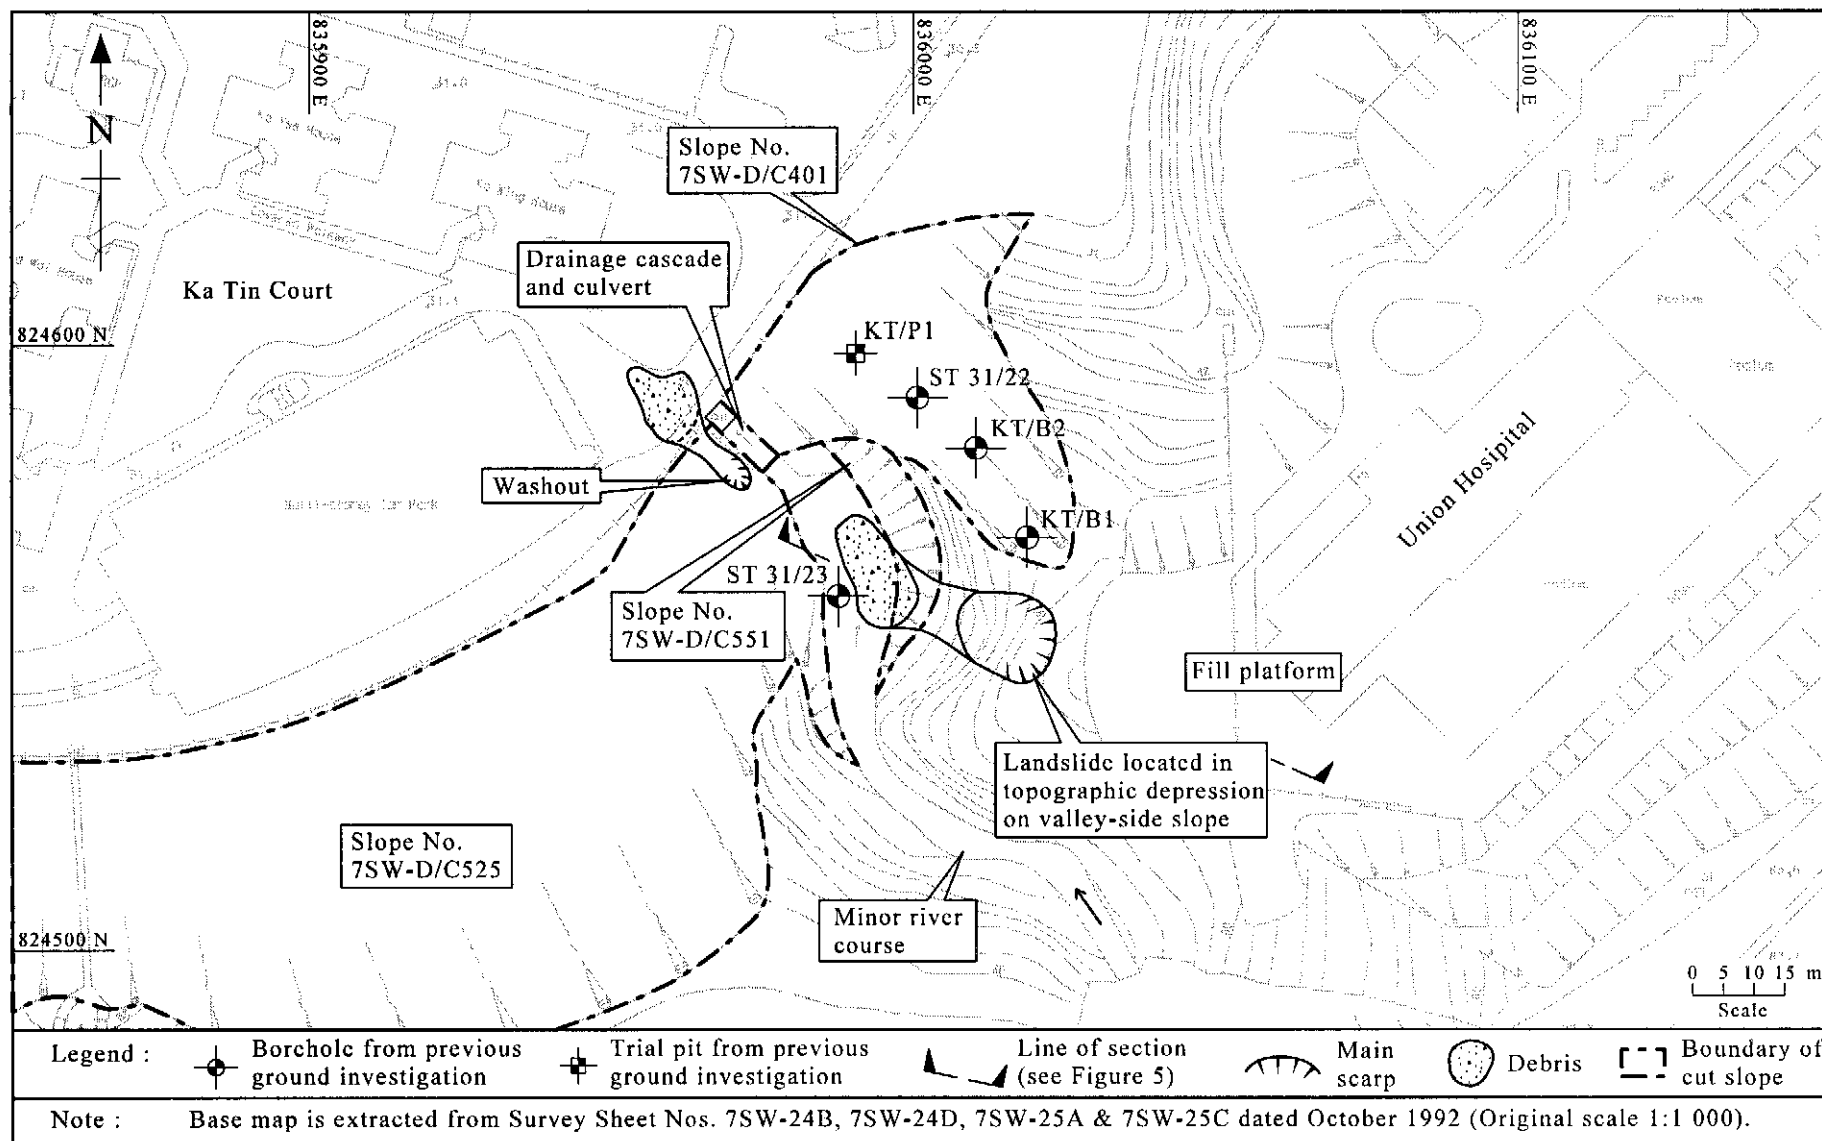 835900 E
836000 E
836100 E
N
Slope No.
7SW-D/C401
Drainage cascade
and culvert
Ka Tin Court
824600 N
KT/P1
ST 31/22
KT/B2
Washout
KT/B1
Union Hosipital
ST 31/23
Slope No.
7SW-D/C551
Fill platform
Landslide located in
topographic depression
on valley-side slope
Slope No.
7SW-D/C525
Minor river
course
824500 N
0 5 10 15 m
Scale
Legend :
Borehole from previous
ground investigation
Trial pit from previous
ground investigation
Line of section
(see Figure 5)
Main
scarp
Debris
Boundary of
cut slope
Note : Base map is extracted from Survey Sheet Nos. 7SW-24B, 7SW-24D, 7SW-25A & 7SW-25C dated October 1992 (Original scale 1:1 000).